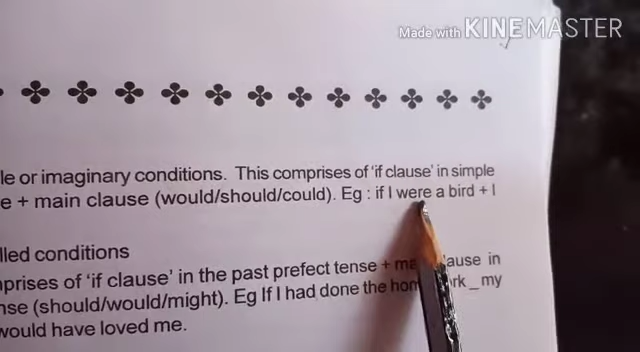 Made with KINEMASTER
le or imaginary conditions. This comprises of 'if clause' in simple
e + main clause (would/should/could). Eg : if I were a bird + I
lled conditions
nprises of 'if clause' in the past prefect tense + ma lause in
nse (should/would/might). Eg If I had done the hom rk _ my
would have loved me.